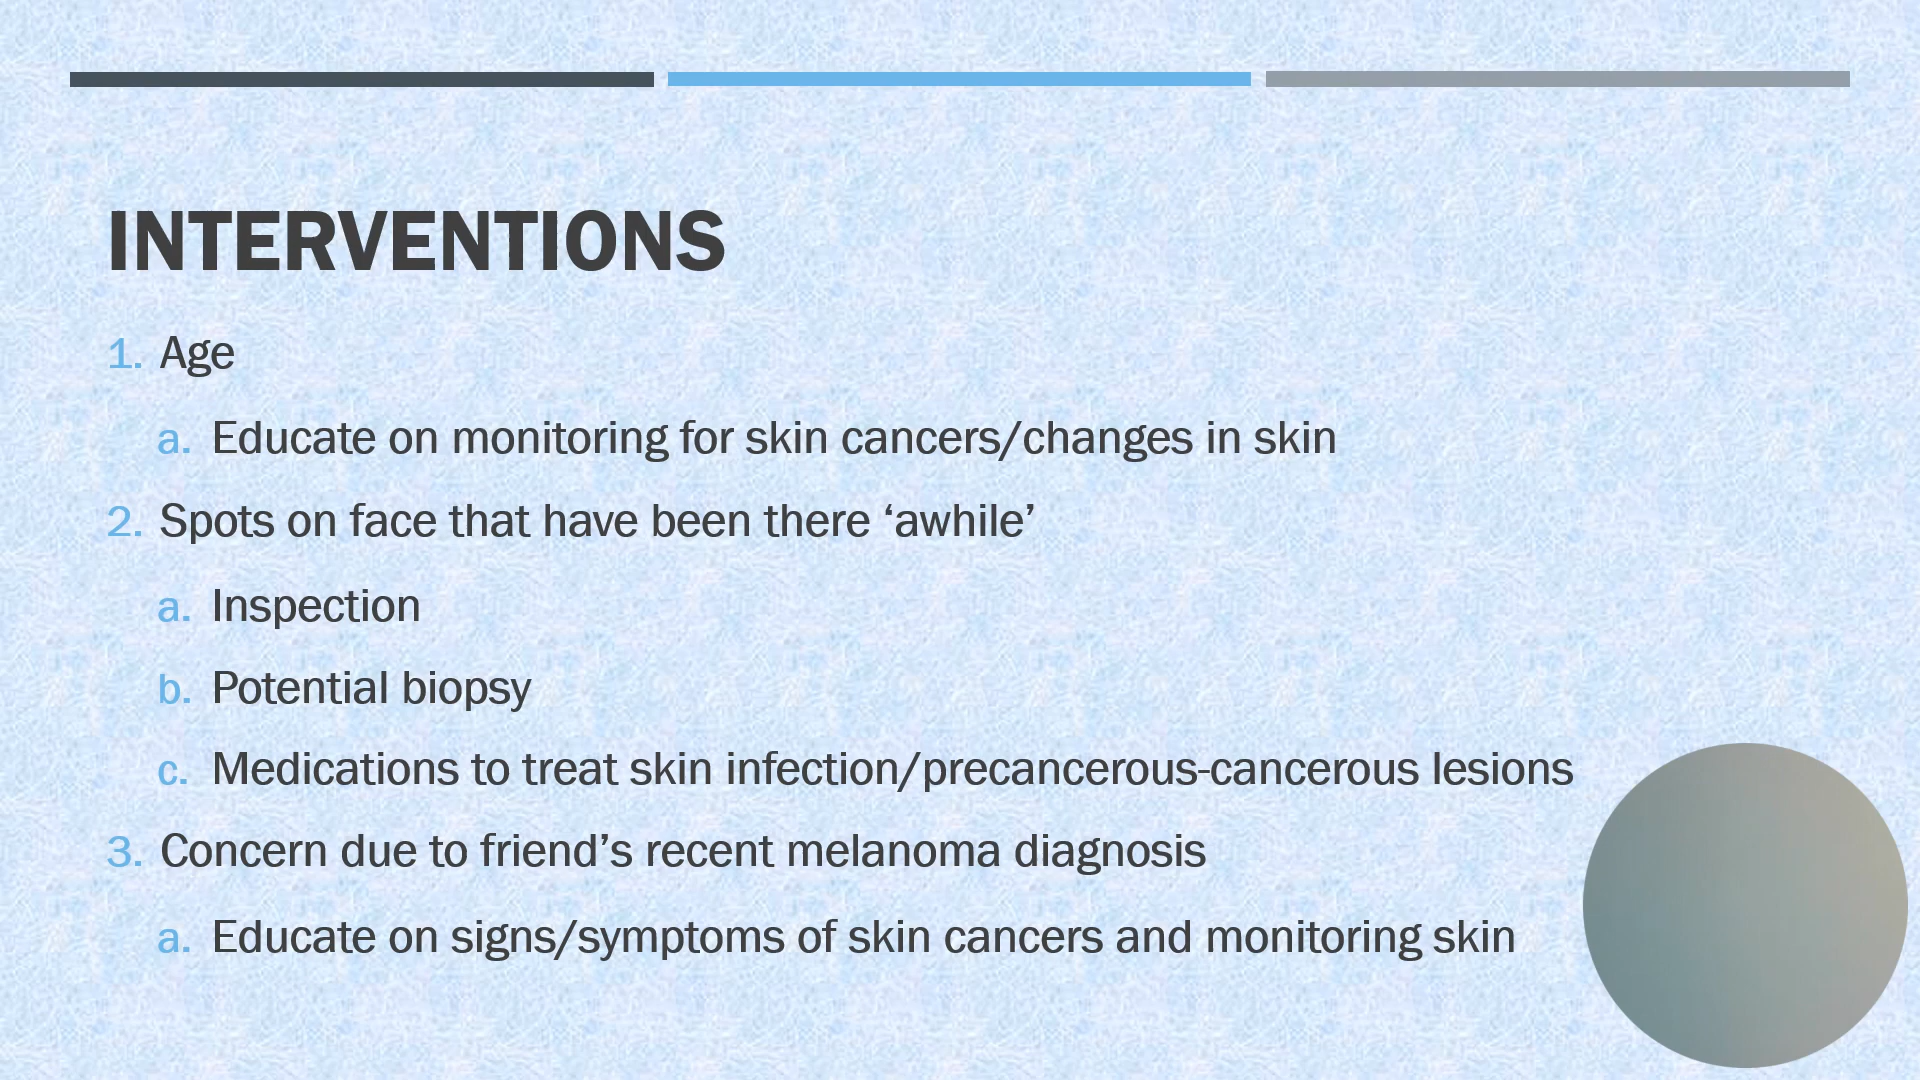 INTERVENTIONS
1. Age
a. Educate on monitoring for skin cancers/changes in skin
2. Spots on face that have been there ‘awhile’
a. Inspection
b. Potential biopsy
c. Medications to treat skin infection/precancerous-cancerous lesions
3. Concern due to friend’s recent melanoma diagnosis
a. Educate on signs/symptoms of skin cancers and monitoring skin